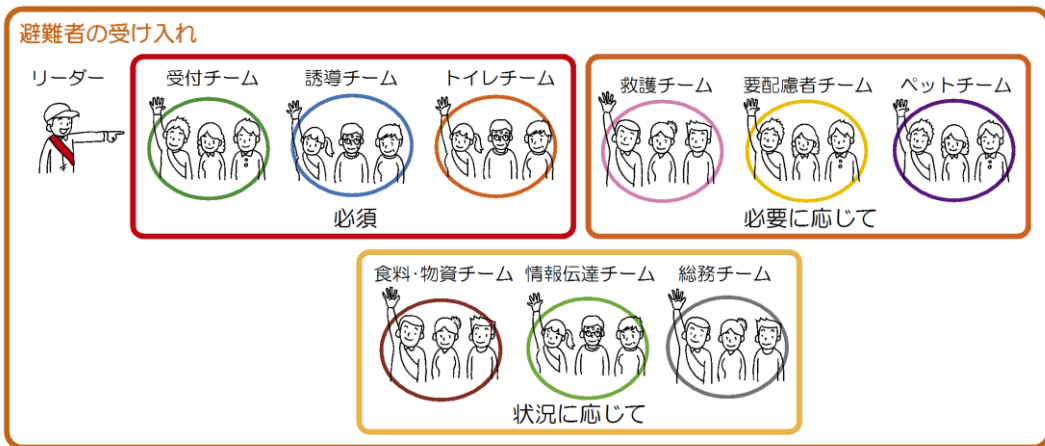 避難者の受け入れ
リーダー
受付チーム
誘導チーム
トイレチーム
必須
救護チーム
要配慮者チーム
ペットチーム
必要に応じて
食料・物資チーム
情報伝達チーム
総務チーム
状況に応じて